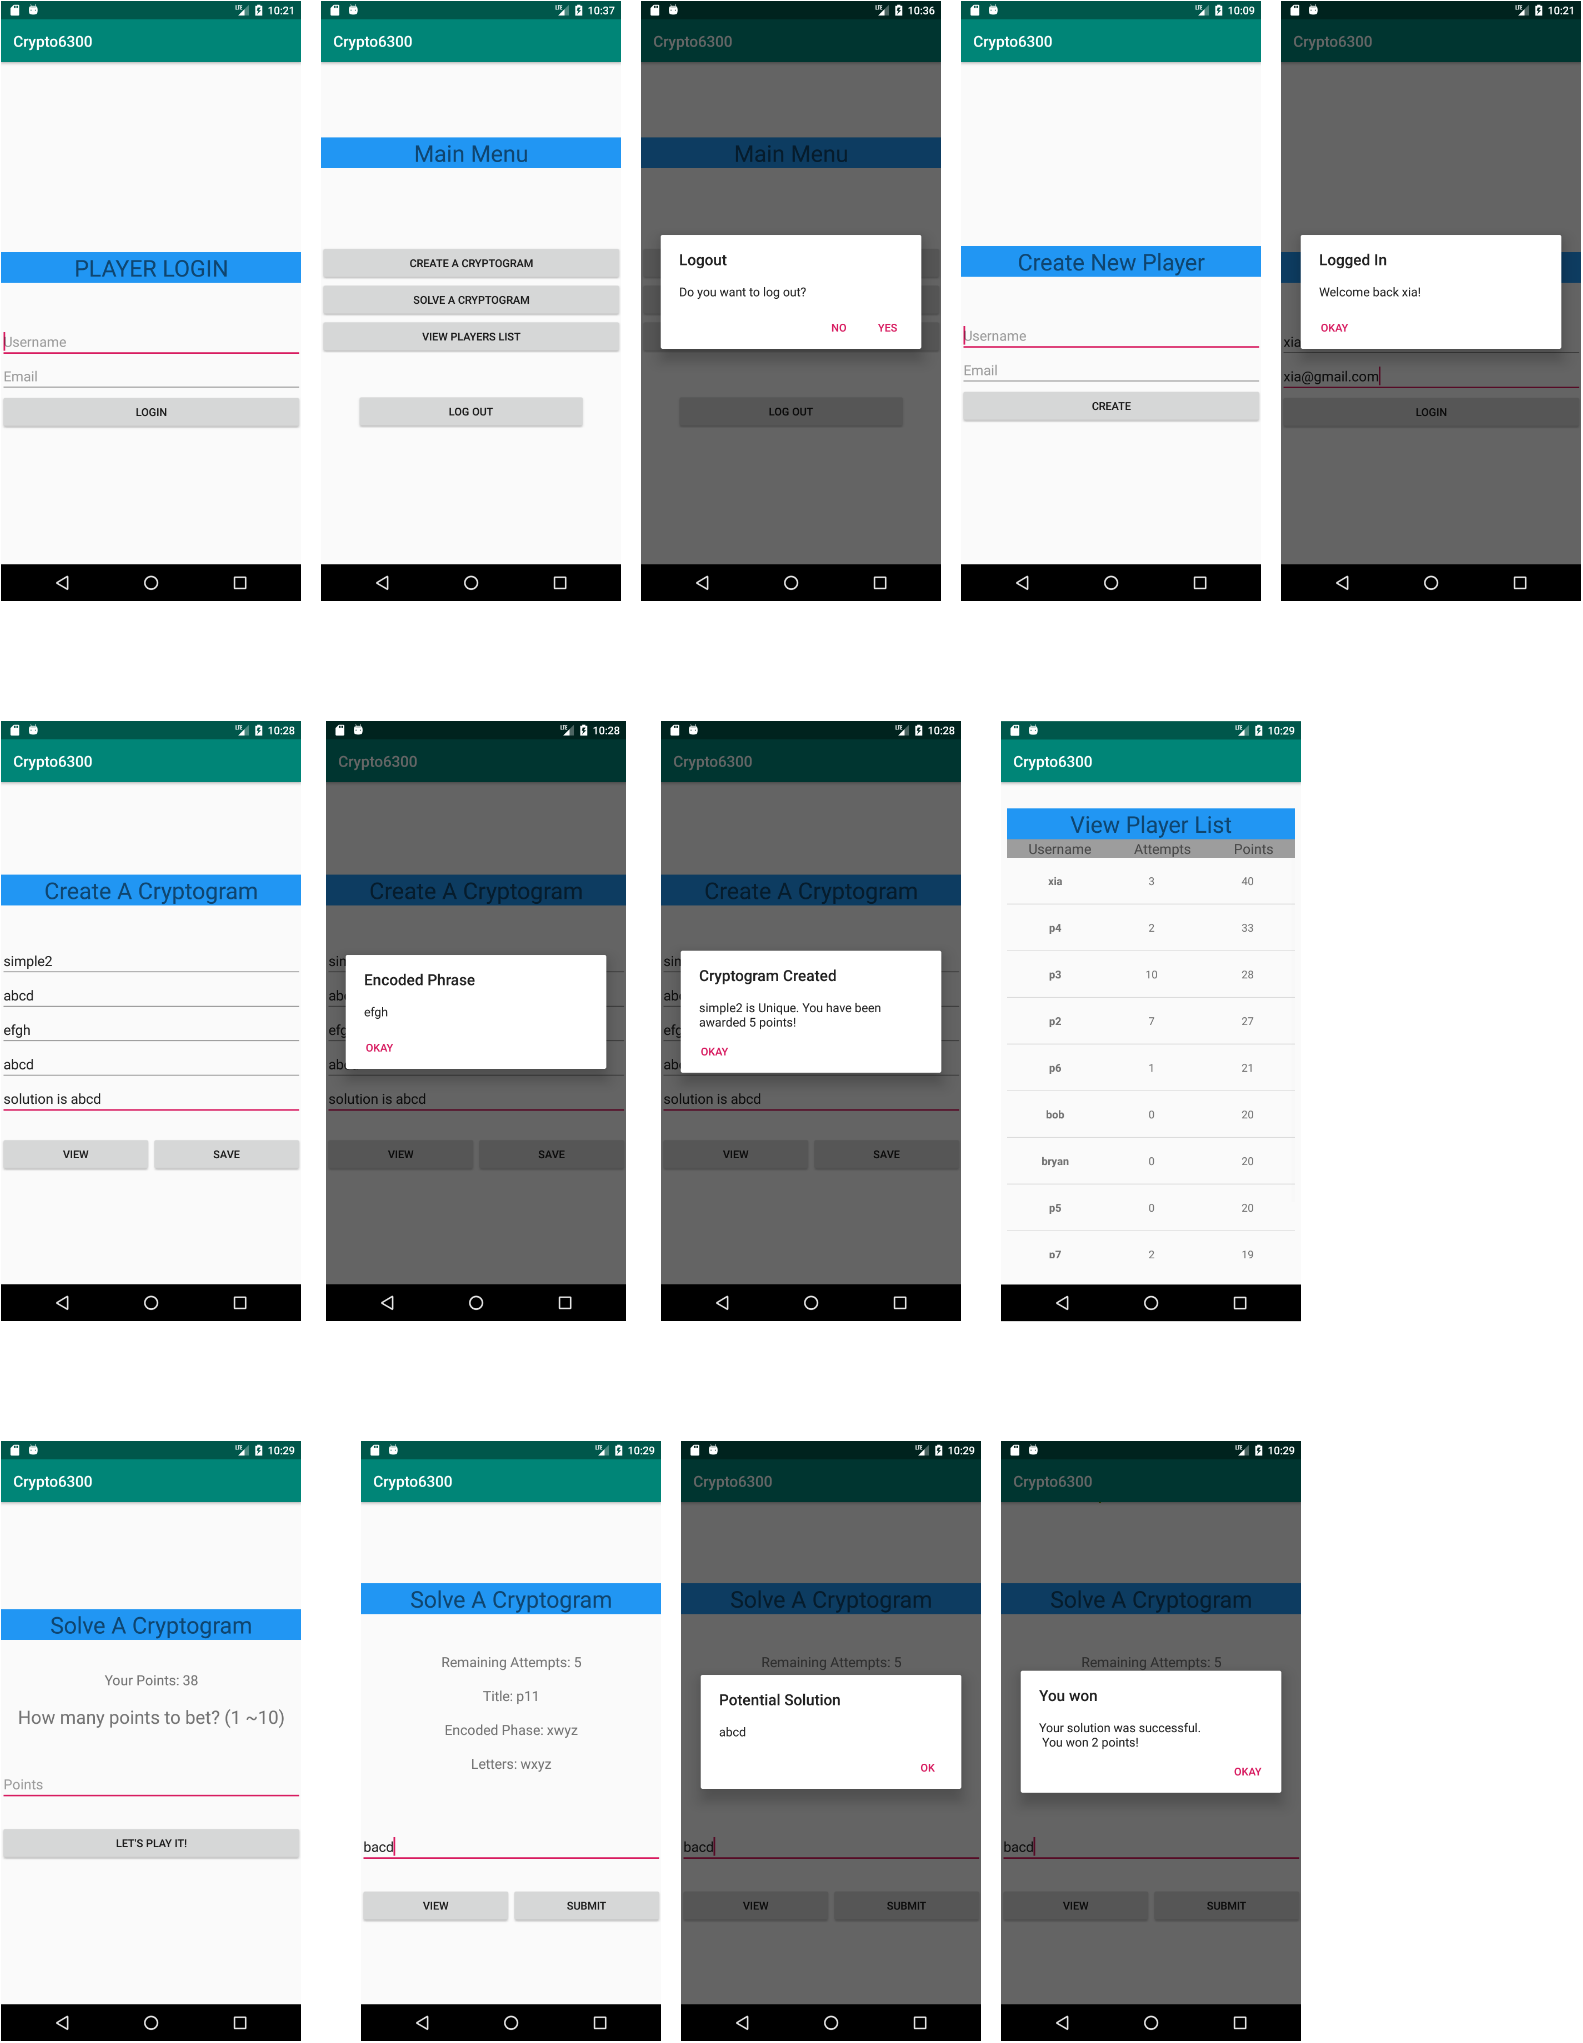 10:21
Crypto6300
PLAYER LOGIN
Username
Email
LOGIN
10:37
Crypto6300
Main Menu
CREATE A CRYPTOGRAM
SOLVE A CRYPTOGRAM
VIEW PLAYERS LIST
LOG OUT
10:36
Crypto6300
Main Menu
Logout
Do you want to log out?
NO YES
LOG OUT
10:09
Crypto6300
Create New Player
Username
Email
CREATE
10:21
Crypto6300
Logged In
Welcome back xia!
OKAY
xia
xia@gmail.com
LOGIN
LTE 10:28
Crypto6300
Create A Cryptogram
simple2
abcd
efgh
abcd
solution is abcd
VIEW SAVE
10:28
Crypto6300
Create A Cryptogram
sin
Encoded Phrase
ab
efgh
efg
OKAY
ab
solution is abcd
VIEW SAVE
10:28
Crypto6300
Create A Cryptogram
sin
Cryptogram Created
ab
simple2 is Unique. You have been
awarded 5 points!
efg
OKAY
ab
solution is abcd
VIEW SAVE
10:29
Crypto6300
View Player List
Username Attempts Points
xia 3 40
p4 2 33
p3 10 28
p2 7 27
p6 1 21
bob 0 20
bryan 0 20
p5 0 20
p7 2 19
10:29
Crypto6300
Solve A Cryptogram
Your Points: 38
How many points to bet? (1 ~10)
Points
LET'S PLAY IT!
10:29
Crypto6300
Solve A Cryptogram
Remaining Attempts: 5
Title: p11
Encoded Phase: xwyz
Letters: wxyz
bacd
VIEW SUBMIT
10:29
Crypto6300
Solve A Cryptogram
Remaining Attempts: 5
Potential Solution
abcd
OK
bacd
VIEW SUBMIT
10:29
Crypto6300
Solve A Cryptogram
Remaining Attempts: 5
You won
Your solution was successful.
You won 2 points!
OKAY
bacd
VIEW SUBMIT